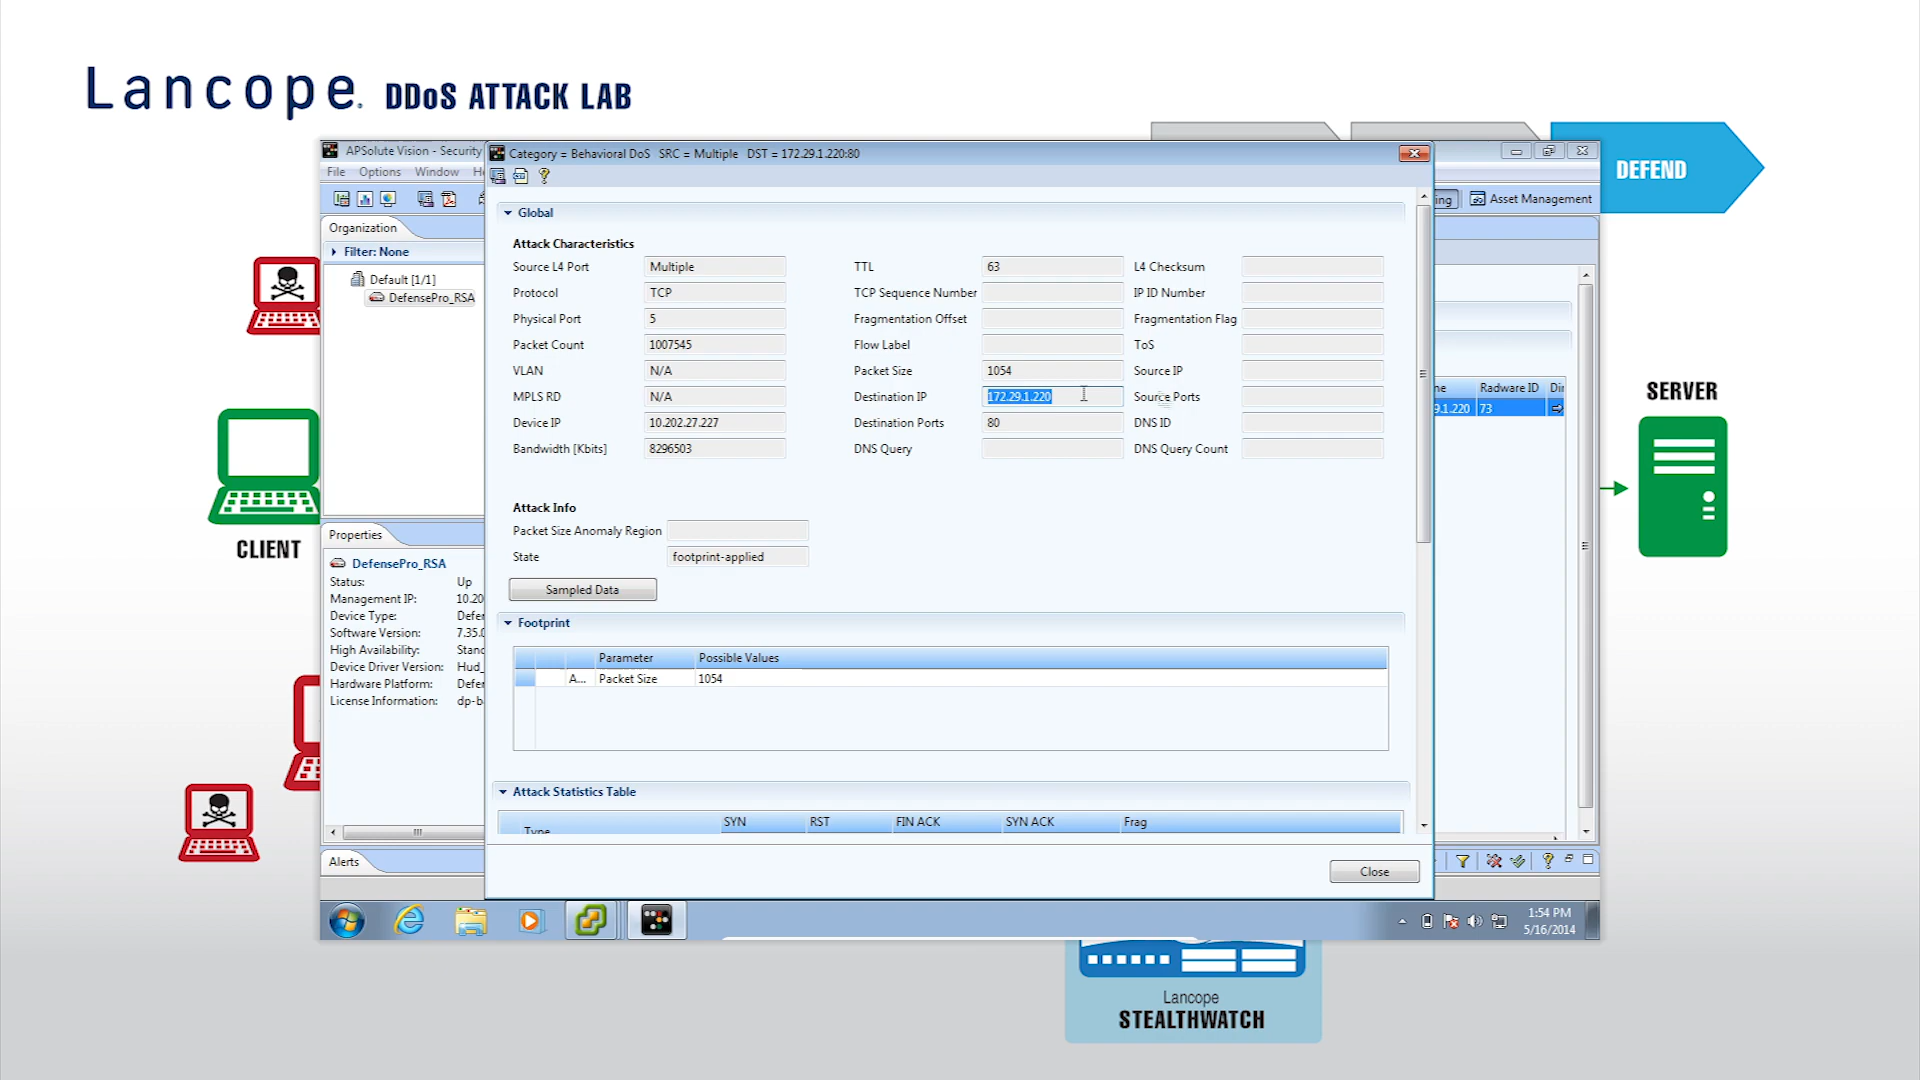 Lancope DDoS ATTACK LAB
DEFEND
APSolute Vision - Security
Category = Behavioral DoS SRC = Multiple DST = 172.29.1.220:80
File Options Window
Asset Management
Organization
Filter: None
Default [1/1]
DefensePro_RSA
Global
Attack Characteristics
Source L4 Port Multiple TTL 63 L4 Checksum
Protocol TCP TCP Sequence Number IP ID Number
Physical Port 5 Fragmentation Offset Fragmentation Flag
Packet Count 1007545 Flow Label ToS
VLAN N/A Packet Size 1054 Source IP
MPLS RD N/A Destination IP 172.29.1.220 Source Ports
Device IP 10.202.27.227 Destination Ports 80 DNS ID
Bandwidth [Kbits] 8296503 DNS Query DNS Query Count
Radware ID
9.1.220 73
SERVER
CLIENT
Attack Info
Packet Size Anomaly Region
State footprint-applied
Sampled Data
Properties
DefensePro_RSA
Status: Up
Management IP: 10.20
Device Type: Defe
Software Version: 7.35.
High Availability: Stan
Device Driver Version: Hud_
Hardware Platform: Defe
License Information: dp-b
Footprint
Parameter Possible Values
A... Packet Size 1054
Attack Statistics Table
Type SYN RST FIN ACK SYN ACK Frag
Alerts
Close
1:54 PM
5/16/2014
Lancope
STEALTHWATCH